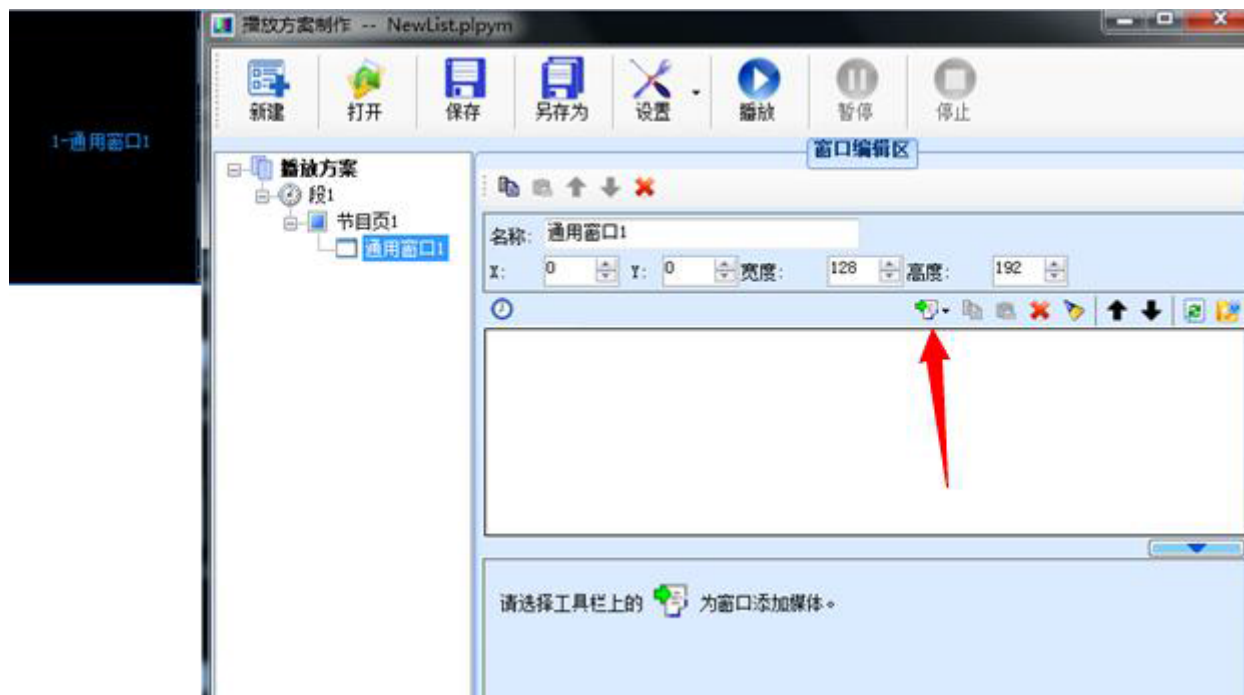 播放方案制作 -- NewList.plpym
新建 打开 保存 另存为 设置 播放 暂停 停止
1-通用窗口1
窗口编辑区
播放方案
段1
节目页1
通用窗口1
名称: 通用窗口1
X: 0 Y: 0 宽度: 128 高度: 192
请选择工具栏上的 为窗口添加媒体。